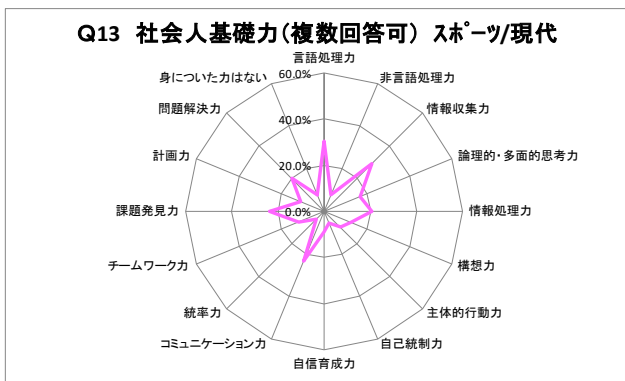 Q13 社会人基礎力(複数回答可) スポーツ/現代
言語処理力
非言語処理力
情報収集力
論理的・多面的思考力
情報処理力
構想力
主体的行動力
自己統制力
自信育成力
コミュニケーション力
統率力
チームワーク力
課題発見力
計画力
問題解決力
身についた力はない
60.0%
40.0%
20.0%
0.0%